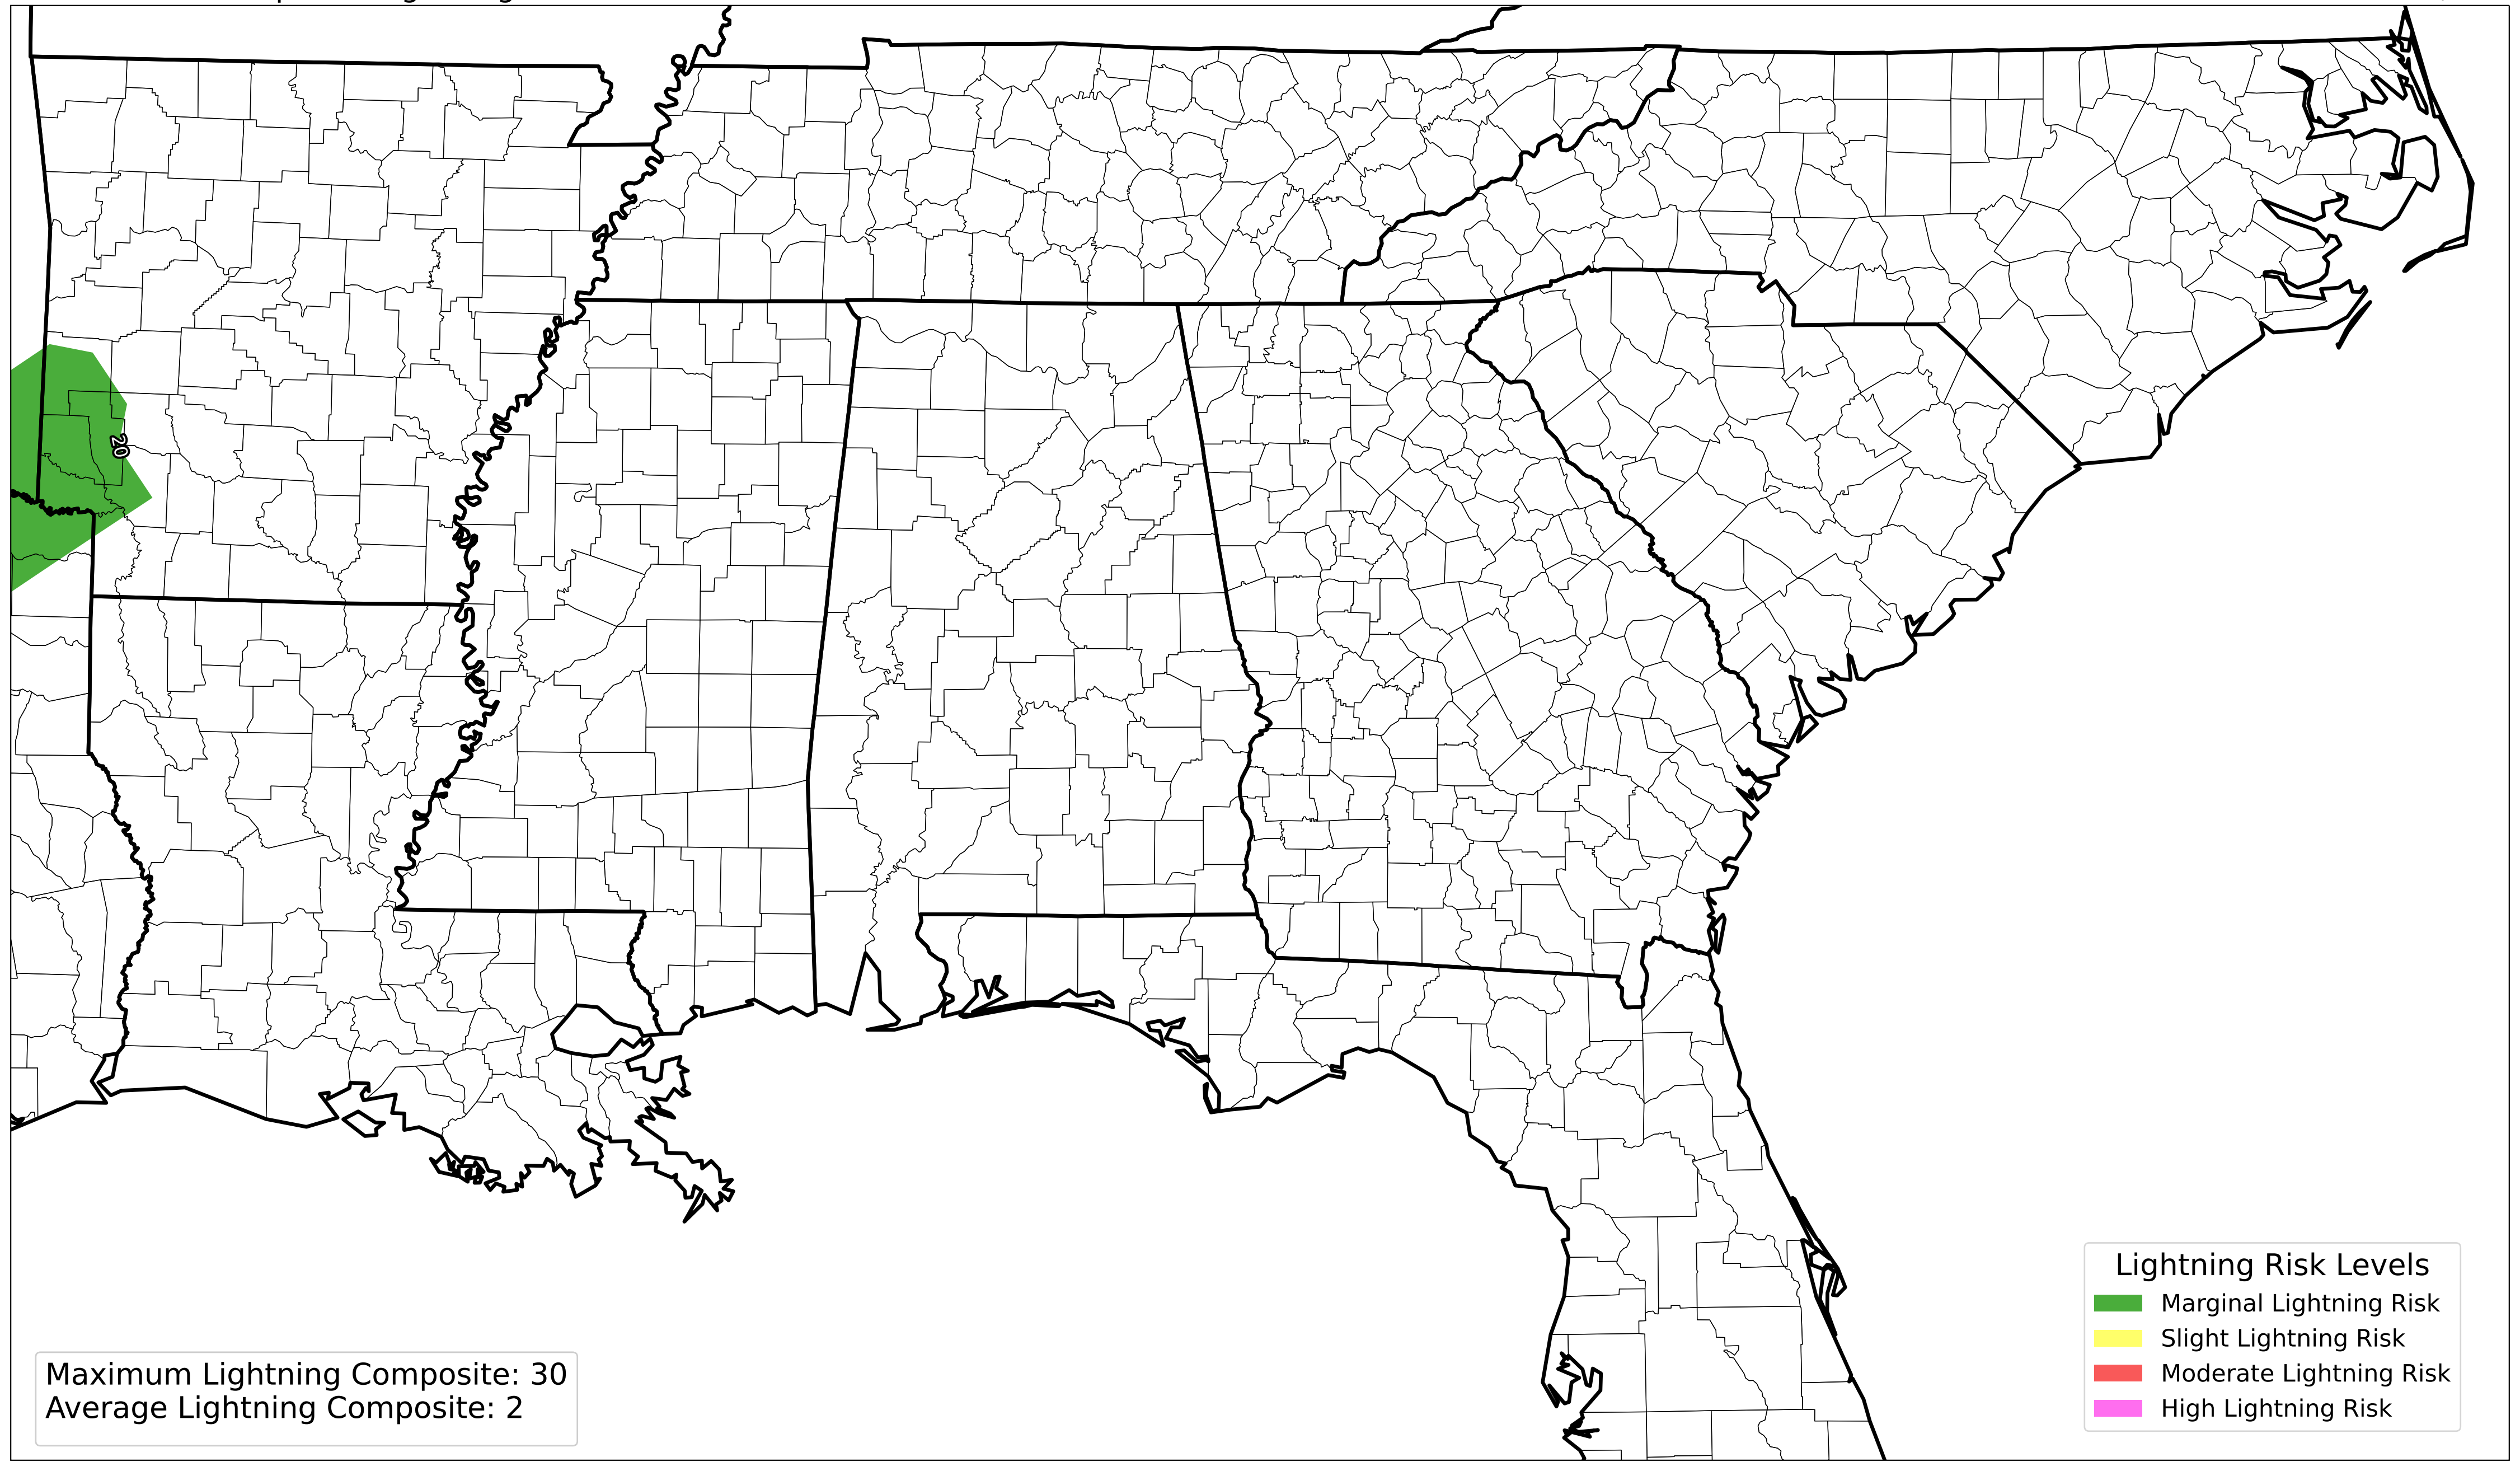 20
Lightning Risk Levels
Marginal Lightning Risk
Slight Lightning Risk
Moderate Lightning Risk
High Lightning Risk
Maximum Lightning Composite: 30
Average Lightning Composite: 2